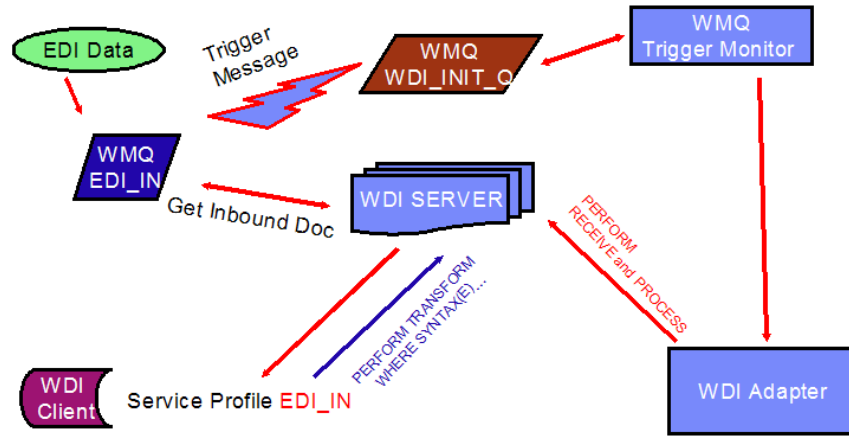 EDI Data
Trigger
Message
WMQ
WDI_INIT_Q
WMQ
Trigger Monitor
WMQ
EDI_IN
Get Inbound Doc
WDI SERVER
PERFORM
RECEIVE and PROCESS
PERFORM TRANSFORM
WHERE SYNTAX(E)...
WDI
Client
Service Profile EDI_IN
WDI Adapter